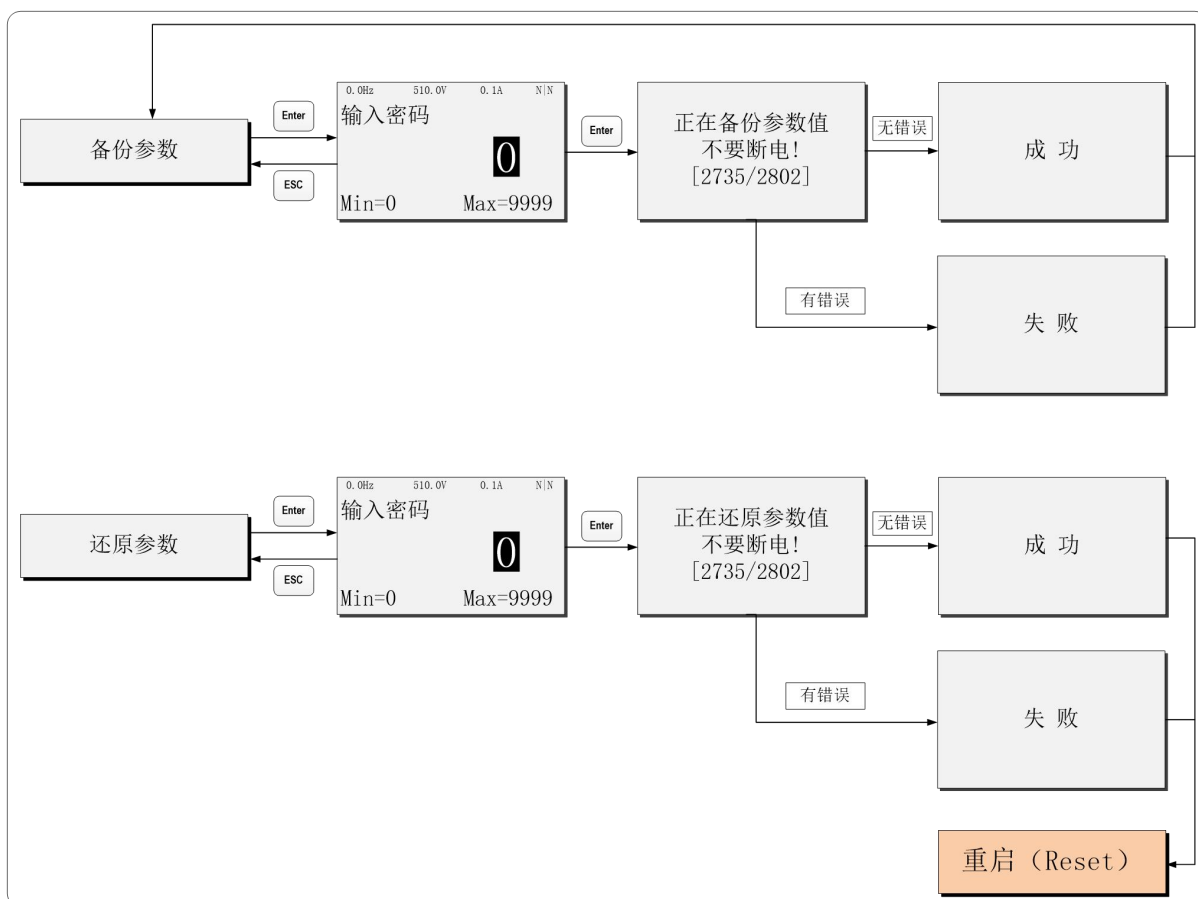 备份参数
Enter
ESC
0.0Hz 510.0V 0.1A N|N
输入密码
0
Min=0 Max=9999
Enter
正在备份参数值
不要断电!
[2735/2802]
无错误
成 功
有错误
失 败
还原参数
Enter
ESC
0.0Hz 510.0V 0.1A N|N
输入密码
0
Min=0 Max=9999
Enter
正在还原参数值
不要断电!
[2735/2802]
无错误
成 功
有错误
失 败
重启（Reset）